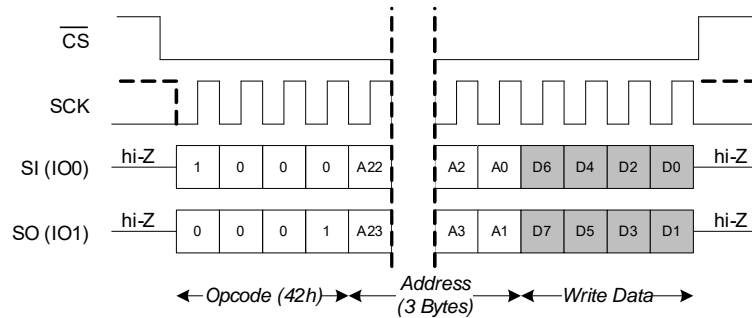 CS
SCK
SI (IO0) hi-Z 1 0 0 0 A22 A2 A0 D6 D4 D2 D0 hi-Z
SO (IO1) hi-Z 0 0 0 1 A23 A3 A1 D7 D5 D3 D1 hi-Z
Opcode (42h) Address (3 Bytes) Write Data